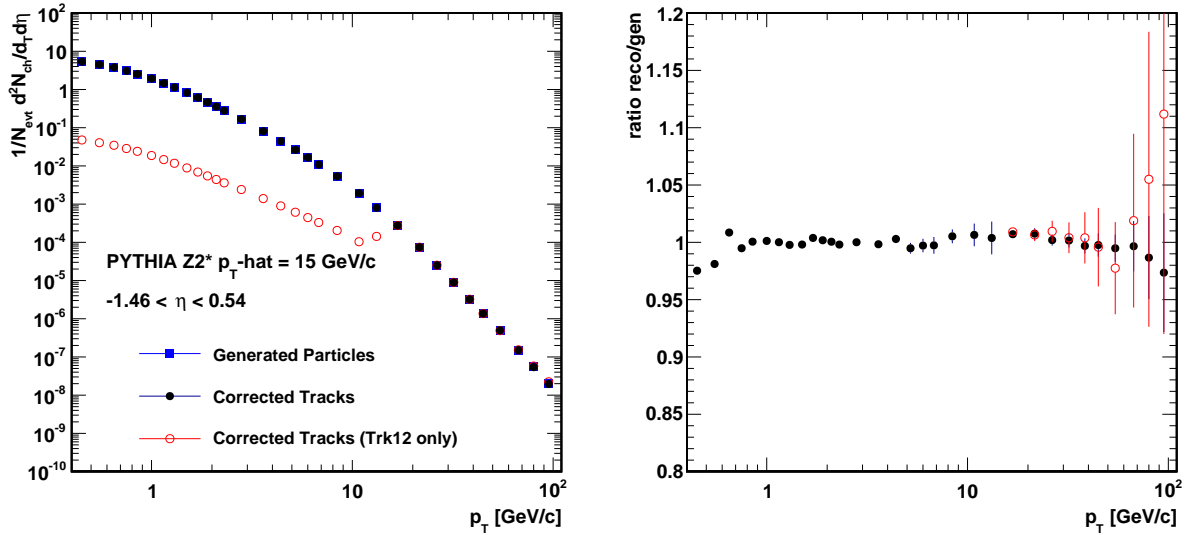 1/N_evt d²N_ch/d_Tdη
10
1
10⁻¹
10⁻²
10⁻³
10⁻⁴
10⁻⁵
10⁻⁶
10⁻⁷
10⁻⁸
10⁻⁹
10⁻¹⁰
PYTHIA Z2* p_T-hat = 15 GeV/c
-1.46 < η < 0.54
Generated Particles
Corrected Tracks
Corrected Tracks (Trk12 only)
1 10 10²
p_T [GeV/c]
ratio reco/gen
1.2
1.15
1.1
1.05
1
0.95
0.9
0.85
0.8
1 10 10²
p_T [GeV/c]